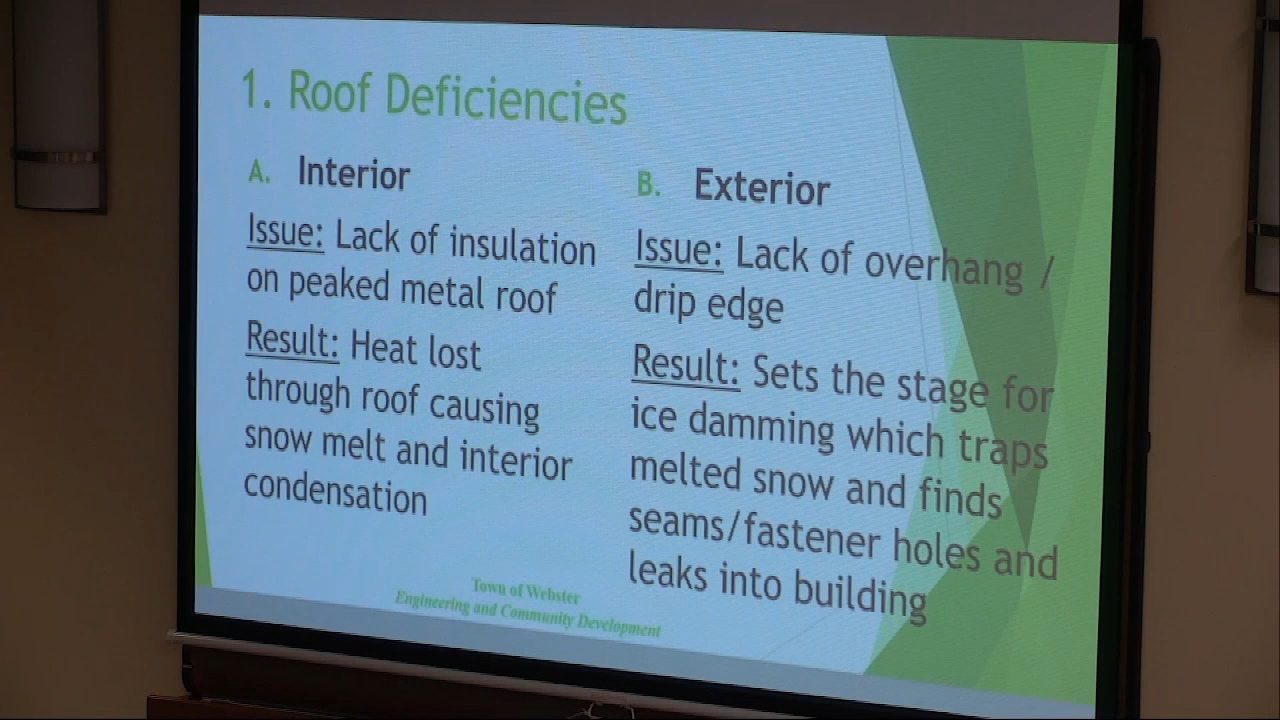 1. Roof Deficiencies
A. Interior
Issue: Lack of insulation
on peaked metal roof
Result: Heat lost
through roof causing
snow melt and interior
condensation
B. Exterior
Issue: Lack of overhang /
drip edge
Result: Sets the stage for
ice damming which traps
melted snow and finds
seams/fastener holes and
leaks into building
Town of Webster
Engineering and Community Development